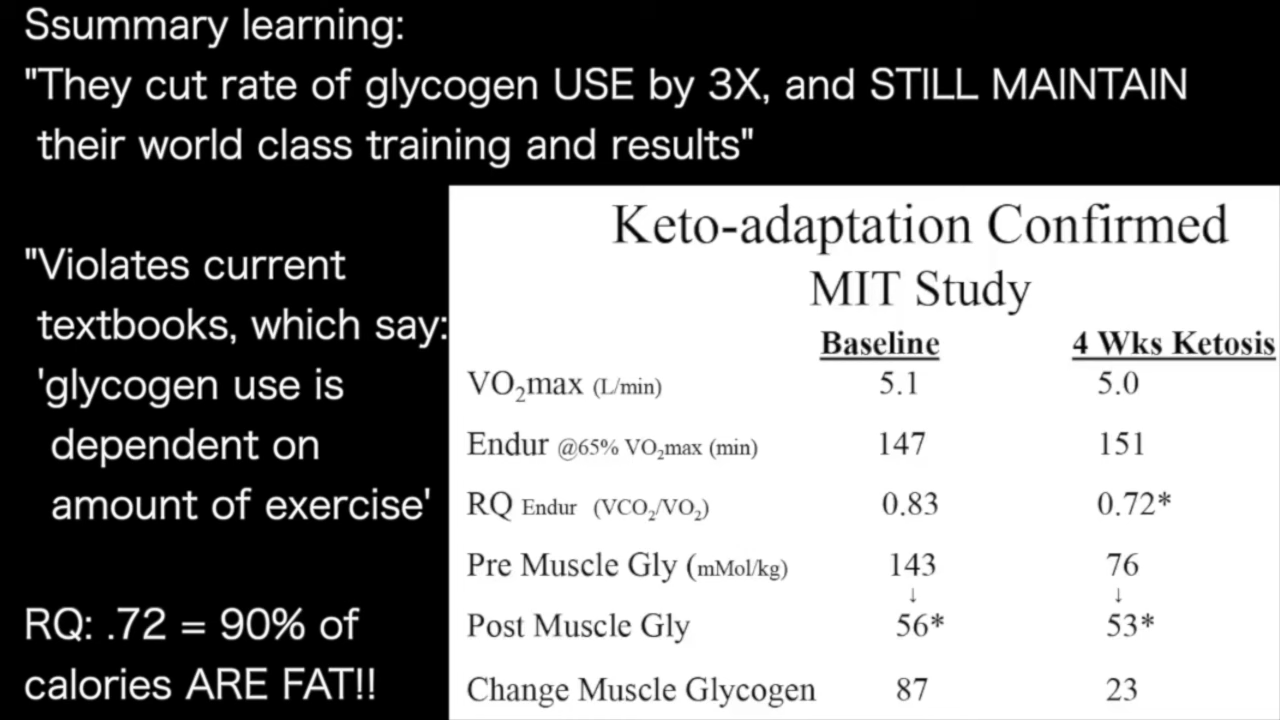 Ssummary learning:
"They cut rate of glycogen USE by 3X, and STILL MAINTAIN
their world class training and results"
"Violates current
textbooks, which say:
'glycogen use is
dependent on
amount of exercise'
RQ: .72 = 90% of
calories ARE FAT!!
Keto-adaptation Confirmed
MIT Study
Baseline 4 Wks Ketosis
VO₂max (L/min) 5.1 5.0
Endur @65% VO₂max (min) 147 151
RQ Endur (VCO₂/VO₂) 0.83 0.72*
Pre Muscle Gly (mMol/kg) 143 76
↓ ↓
Post Muscle Gly 56* 53*
Change Muscle Glycogen 87 23